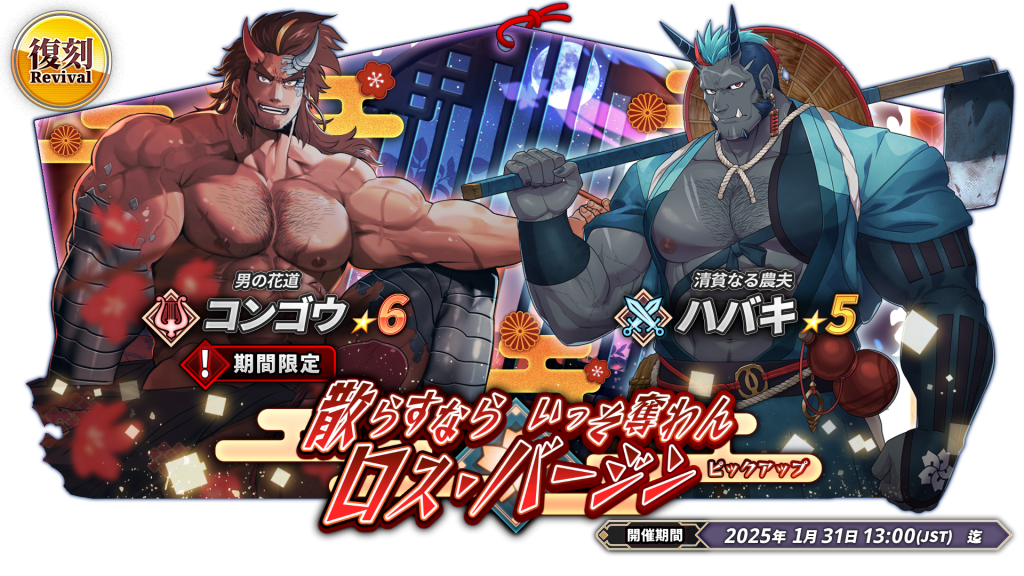 復刻
Revival
男の花道
コンゴウ ★6
期間限定
清貧なる農夫
ハバキ ★5
散らすなら いっそ奪わん
ロス・バージン
ピックアップ
開催期間 2025年 1月 31日 13:00(JST) 迄